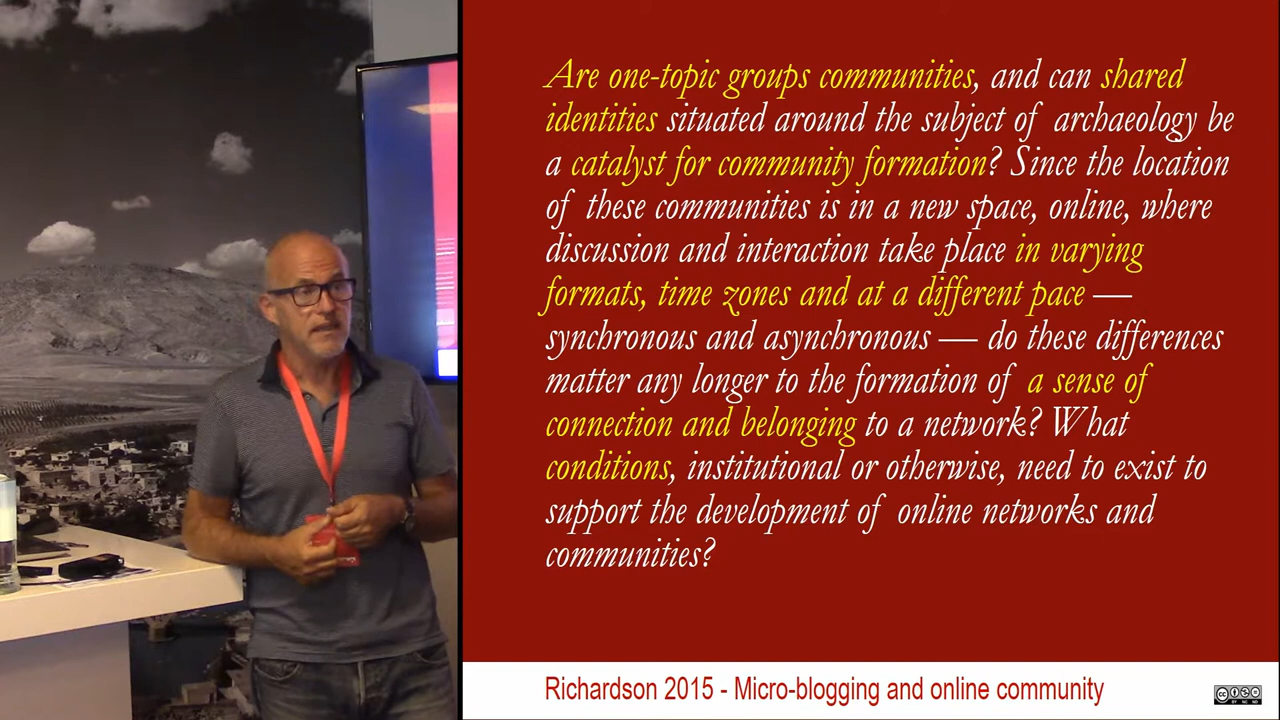 Are one-topic groups communities, and can shared
identities situated around the subject of archaeology be
a catalyst for community formation? Since the location
of these communities is in a new space, online, where
discussion and interaction take place in varying
formats, time zones and at a different pace —
synchronous and asynchronous — do these differences
matter any longer to the formation of a sense of
connection and belonging to a network? What
conditions, institutional or otherwise, need to exist to
support the development of online networks and
communities?
Richardson 2015 - Micro-blogging and online community
CC BY NC ND